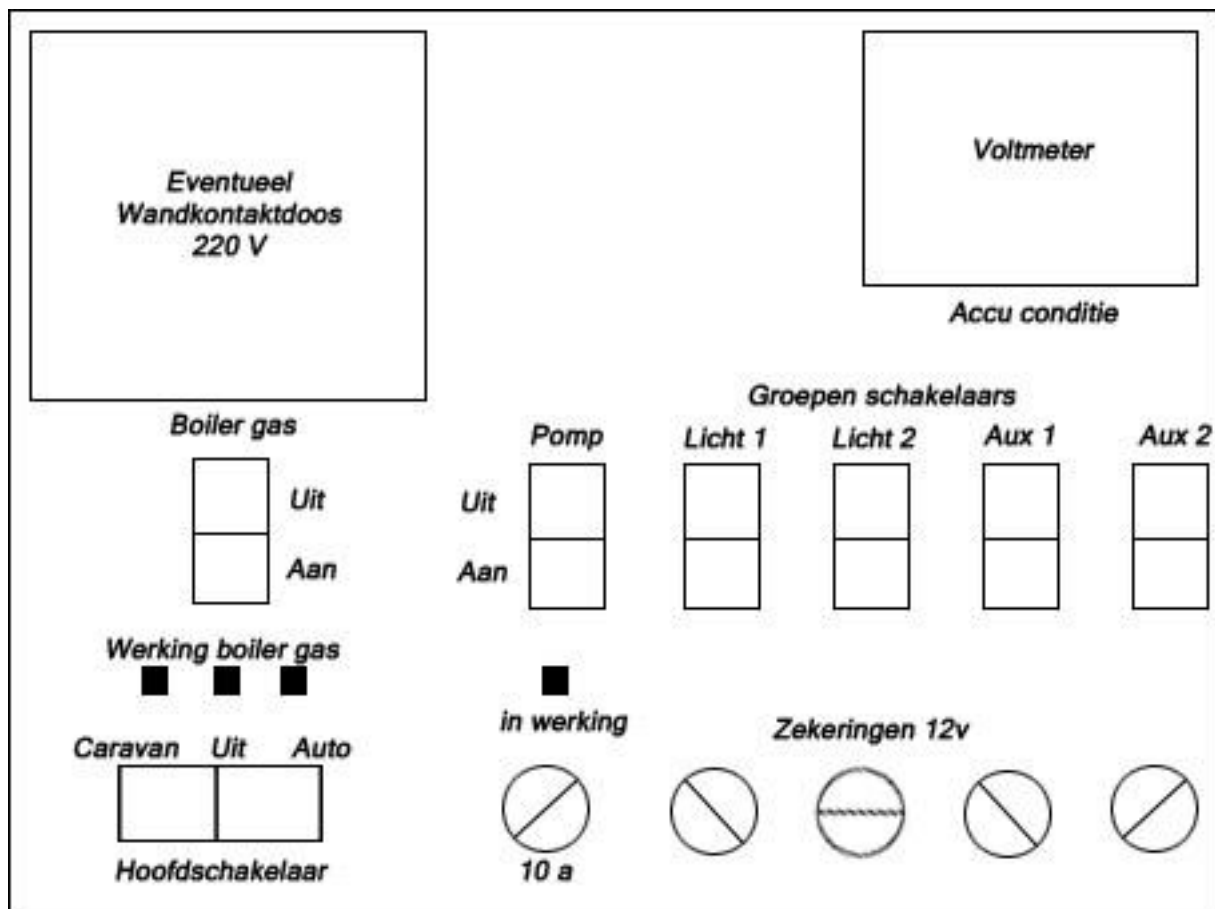 Eventueel
Wandkontaktdoos
220 V
Voltmeter
Accu conditie
Boiler gas
Uit
Aan
Groepen schakelaars
Pomp Licht 1 Licht 2 Aux 1 Aux 2
Uit
Aan
Werking boiler gas
in werking
Caravan Uit Auto
Hoofdschakelaar
Zekeringen 12v
10 a